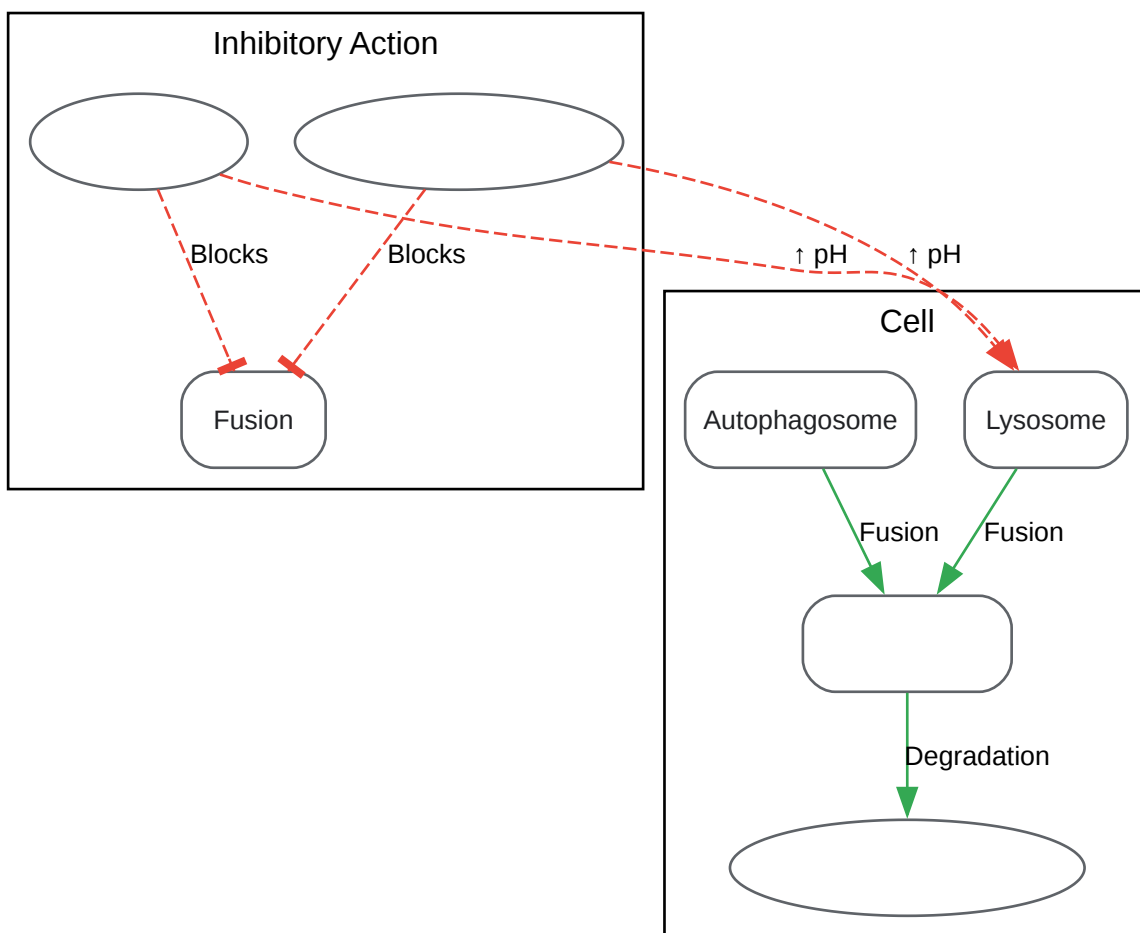 Inhibitory Action
Blocks
Blocks
↑ pH
↑ pH
Fusion
Cell
Autophagosome
Lysosome
Fusion
Fusion
Degradation